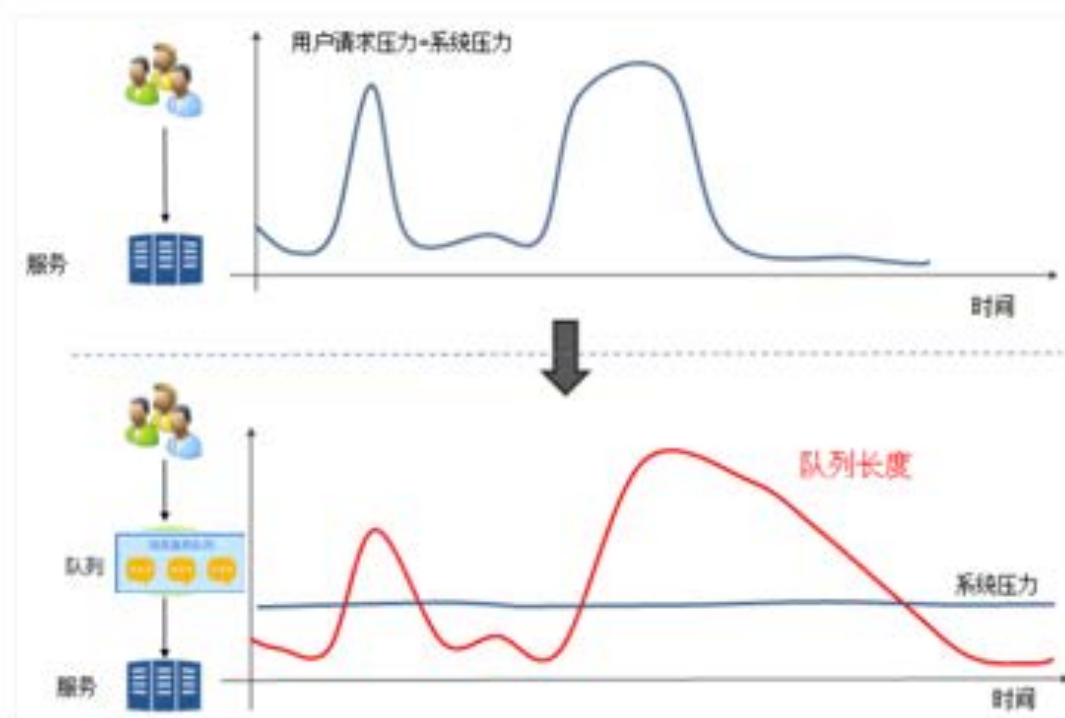 用户请求压力=系统压力
服务
时间
队列长度
队列
系统压力
服务
时间